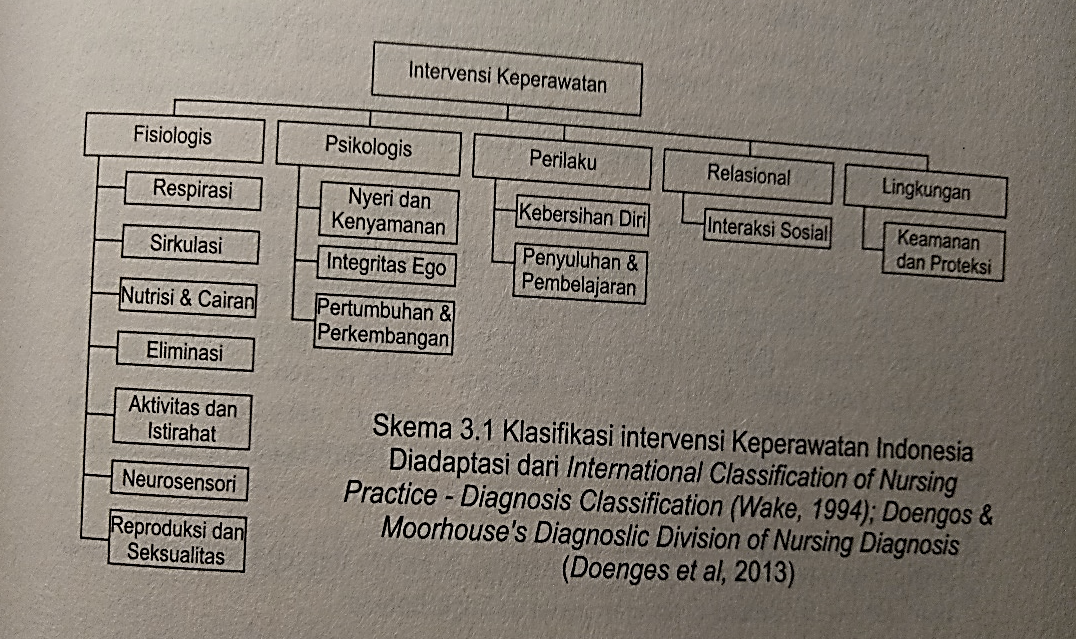 Intervensi Keperawatan
Fisiologis
Respirasi
Sirkulasi
Nutrisi & Cairan
Eliminasi
Aktivitas dan
Istirahat
Neurosensori
Reproduksi dan
Seksualitas
Psikologis
Nyeri dan
Kenyamanan
Integritas Ego
Pertumbuhan &
Perkembangan
Perilaku
Kebersihan Diri
Penyuluhan &
Pembelajaran
Relasional
Interaksi Sosial
Lingkungan
Keamanan
dan Proteksi
Skema 3.1 Klasifikasi intervensi Keperawatan Indonesia
Diadaptasi dari International Classification of Nursing
Practice - Diagnosis Classification (Wake, 1994); Doengos &
Moorhouse's Diagnoslic Division of Nursing Diagnosis
(Doenges et al, 2013)